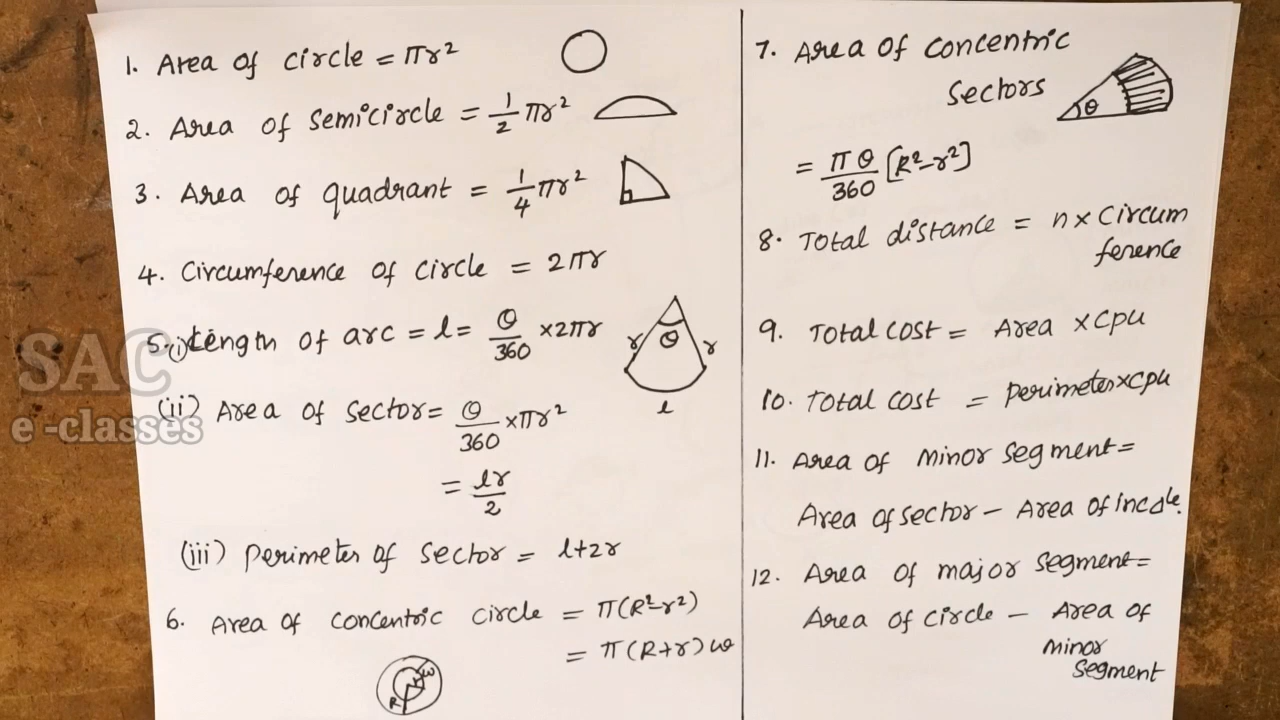 1. Area of circle = πr²
2. Area of semicircle = 1/2 πr²
3. Area of quadrant = 1/4 πr²
4. Circumference of circle = 2πr
5. (i) Length of arc = l = θ/360 × 2πr
θ
r
r
l
(ii) Area of sector = θ/360 × πr²
= lr/2
(iii) perimeter of sector = l+2r
6. Area of concentric circle = π(R²-r²)
= π(R+r)w
R
w
7. Area of concentric
sectors
θ
= πθ/360 [R²-r²]
8. Total distance = n × Circum
ference
9. Total cost = Area × cpu
10. Total cost = perimeter × cpu
11. Area of minor segment =
Area of sector - Area of
12. Area of major segment =
Area of circle - Area of
minor
segment
SAC
e -classes